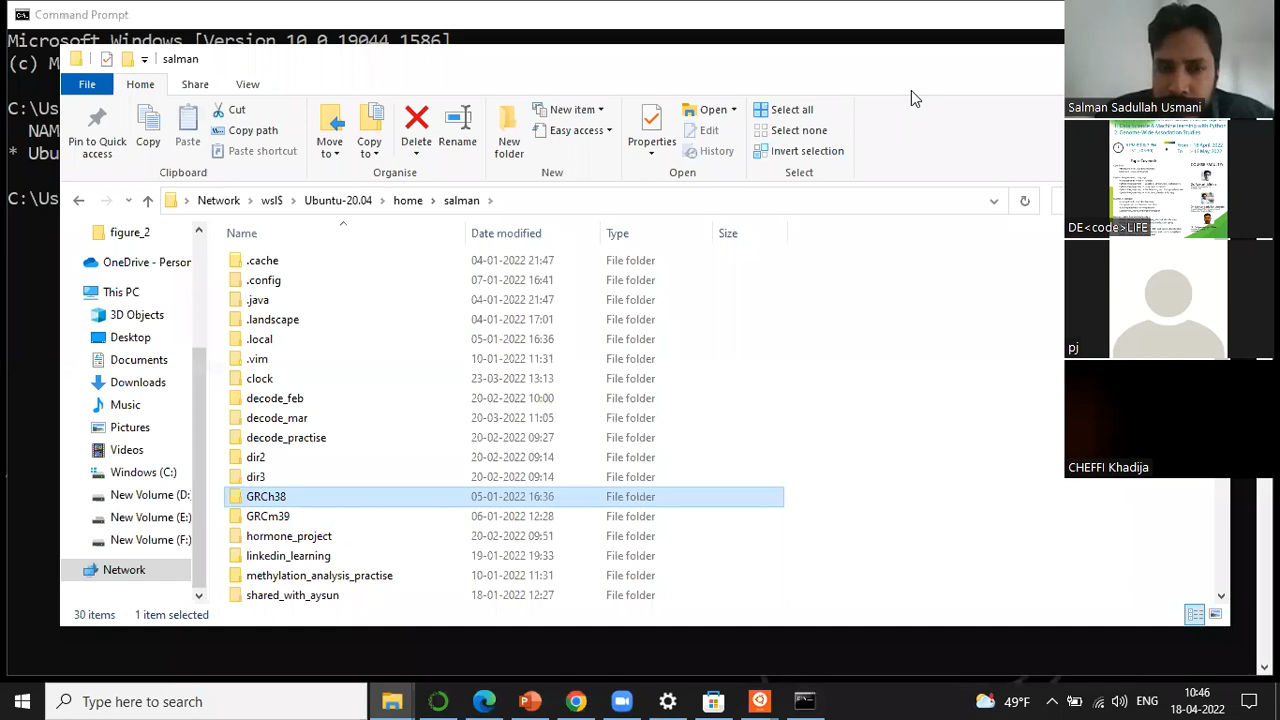 Command Prompt
Microsoft Windows [Version 10.0.19044.1586]
(c) M
C:\Us
NAM
* Ubu
C:\Us
salman
File
Home
Share
View
Pin to Quick access
Copy
Paste
Cut
Copy path
Paste shortcut
Move to
Copy to
Delete
Rename
New folder
New item
Easy access
Properties
Open
Edit
History
Select all
Select none
Invert selection
Clipboard
Organise
New
Open
Select
Network
wsl$
Ubuntu-20.04
home
salman
Name
Date modified
Type
Size
figure_2
OneDrive - Person
This PC
3D Objects
Desktop
Documents
Downloads
Music
Pictures
Videos
Windows (C:)
New Volume (D:
New Volume (E:)
New Volume (F:)
Network
.cache 04-01-2022 21:47 File folder
.config 07-01-2022 16:41 File folder
.java 04-01-2022 21:47 File folder
.landscape 04-01-2022 17:01 File folder
.local 05-01-2022 16:36 File folder
.vim 10-01-2022 11:31 File folder
clock 23-03-2022 13:13 File folder
decode_feb 20-02-2022 10:00 File folder
decode_mar 20-03-2022 11:05 File folder
decode_practise 20-02-2022 09:27 File folder
dir2 20-02-2022 09:14 File folder
dir3 20-02-2022 09:14 File folder
GRCh38 05-01-2022 16:36 File folder
GRCm39 06-01-2022 12:28 File folder
hormone_project 20-02-2022 09:51 File folder
linkedin_learning 19-01-2022 19:33 File folder
methylation_analysis_practise 10-01-2022 11:31 File folder
shared_with_aysun 18-01-2022 12:27 File folder
30 items
1 item selected
Salman Sadullah Usmani
2. Genome-Wide Association Studies
DE<code>LIFE
pj
CHEFFI Khadija
Type here to search
49°F
ENG
10:46
18-04-2022